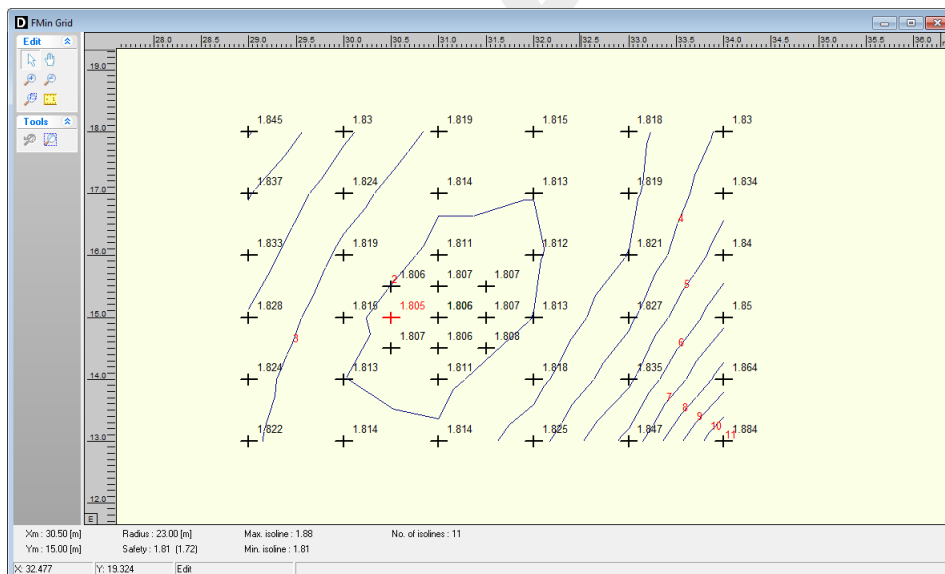 D FMin Grid
Edit
28.0 29.0 29.5 30.0 30.5 31.0 31.5 32.0 32.5 33.0 33.5 34.0 34.5 35.0 35.5 36.0
19.0
Tools
1.845 1.83 1.819 1.815 1.818 1.83
18.0
1.837 1.824 1.814 1.813 1.819 1.834
17.0
4
1.833 1.819 1.811 1.812 1.821 1.84
16.0
2 1.806 1.807 1.807
5
1.828 1.815 1.805 1.806 1.807 1.813 1.827 1.85
15.0
3 1.807 1.806 1.808 6
1.824 1.813 1.811 1.818 1.835 1.864
14.0
7
8
9
1.822 1.814 1.814 1.825 1.847 10 11 1.884
13.0
12.0
E
Xm : 30.50 [m] Radius : 23.00 [m] Max. isoline : 1.88 No. of isolines : 11
Ym : 15.00 [m] Safety : 1.81 (1.72) Min. isoline : 1.81
X: 32.477 Y: 19.324 Edit